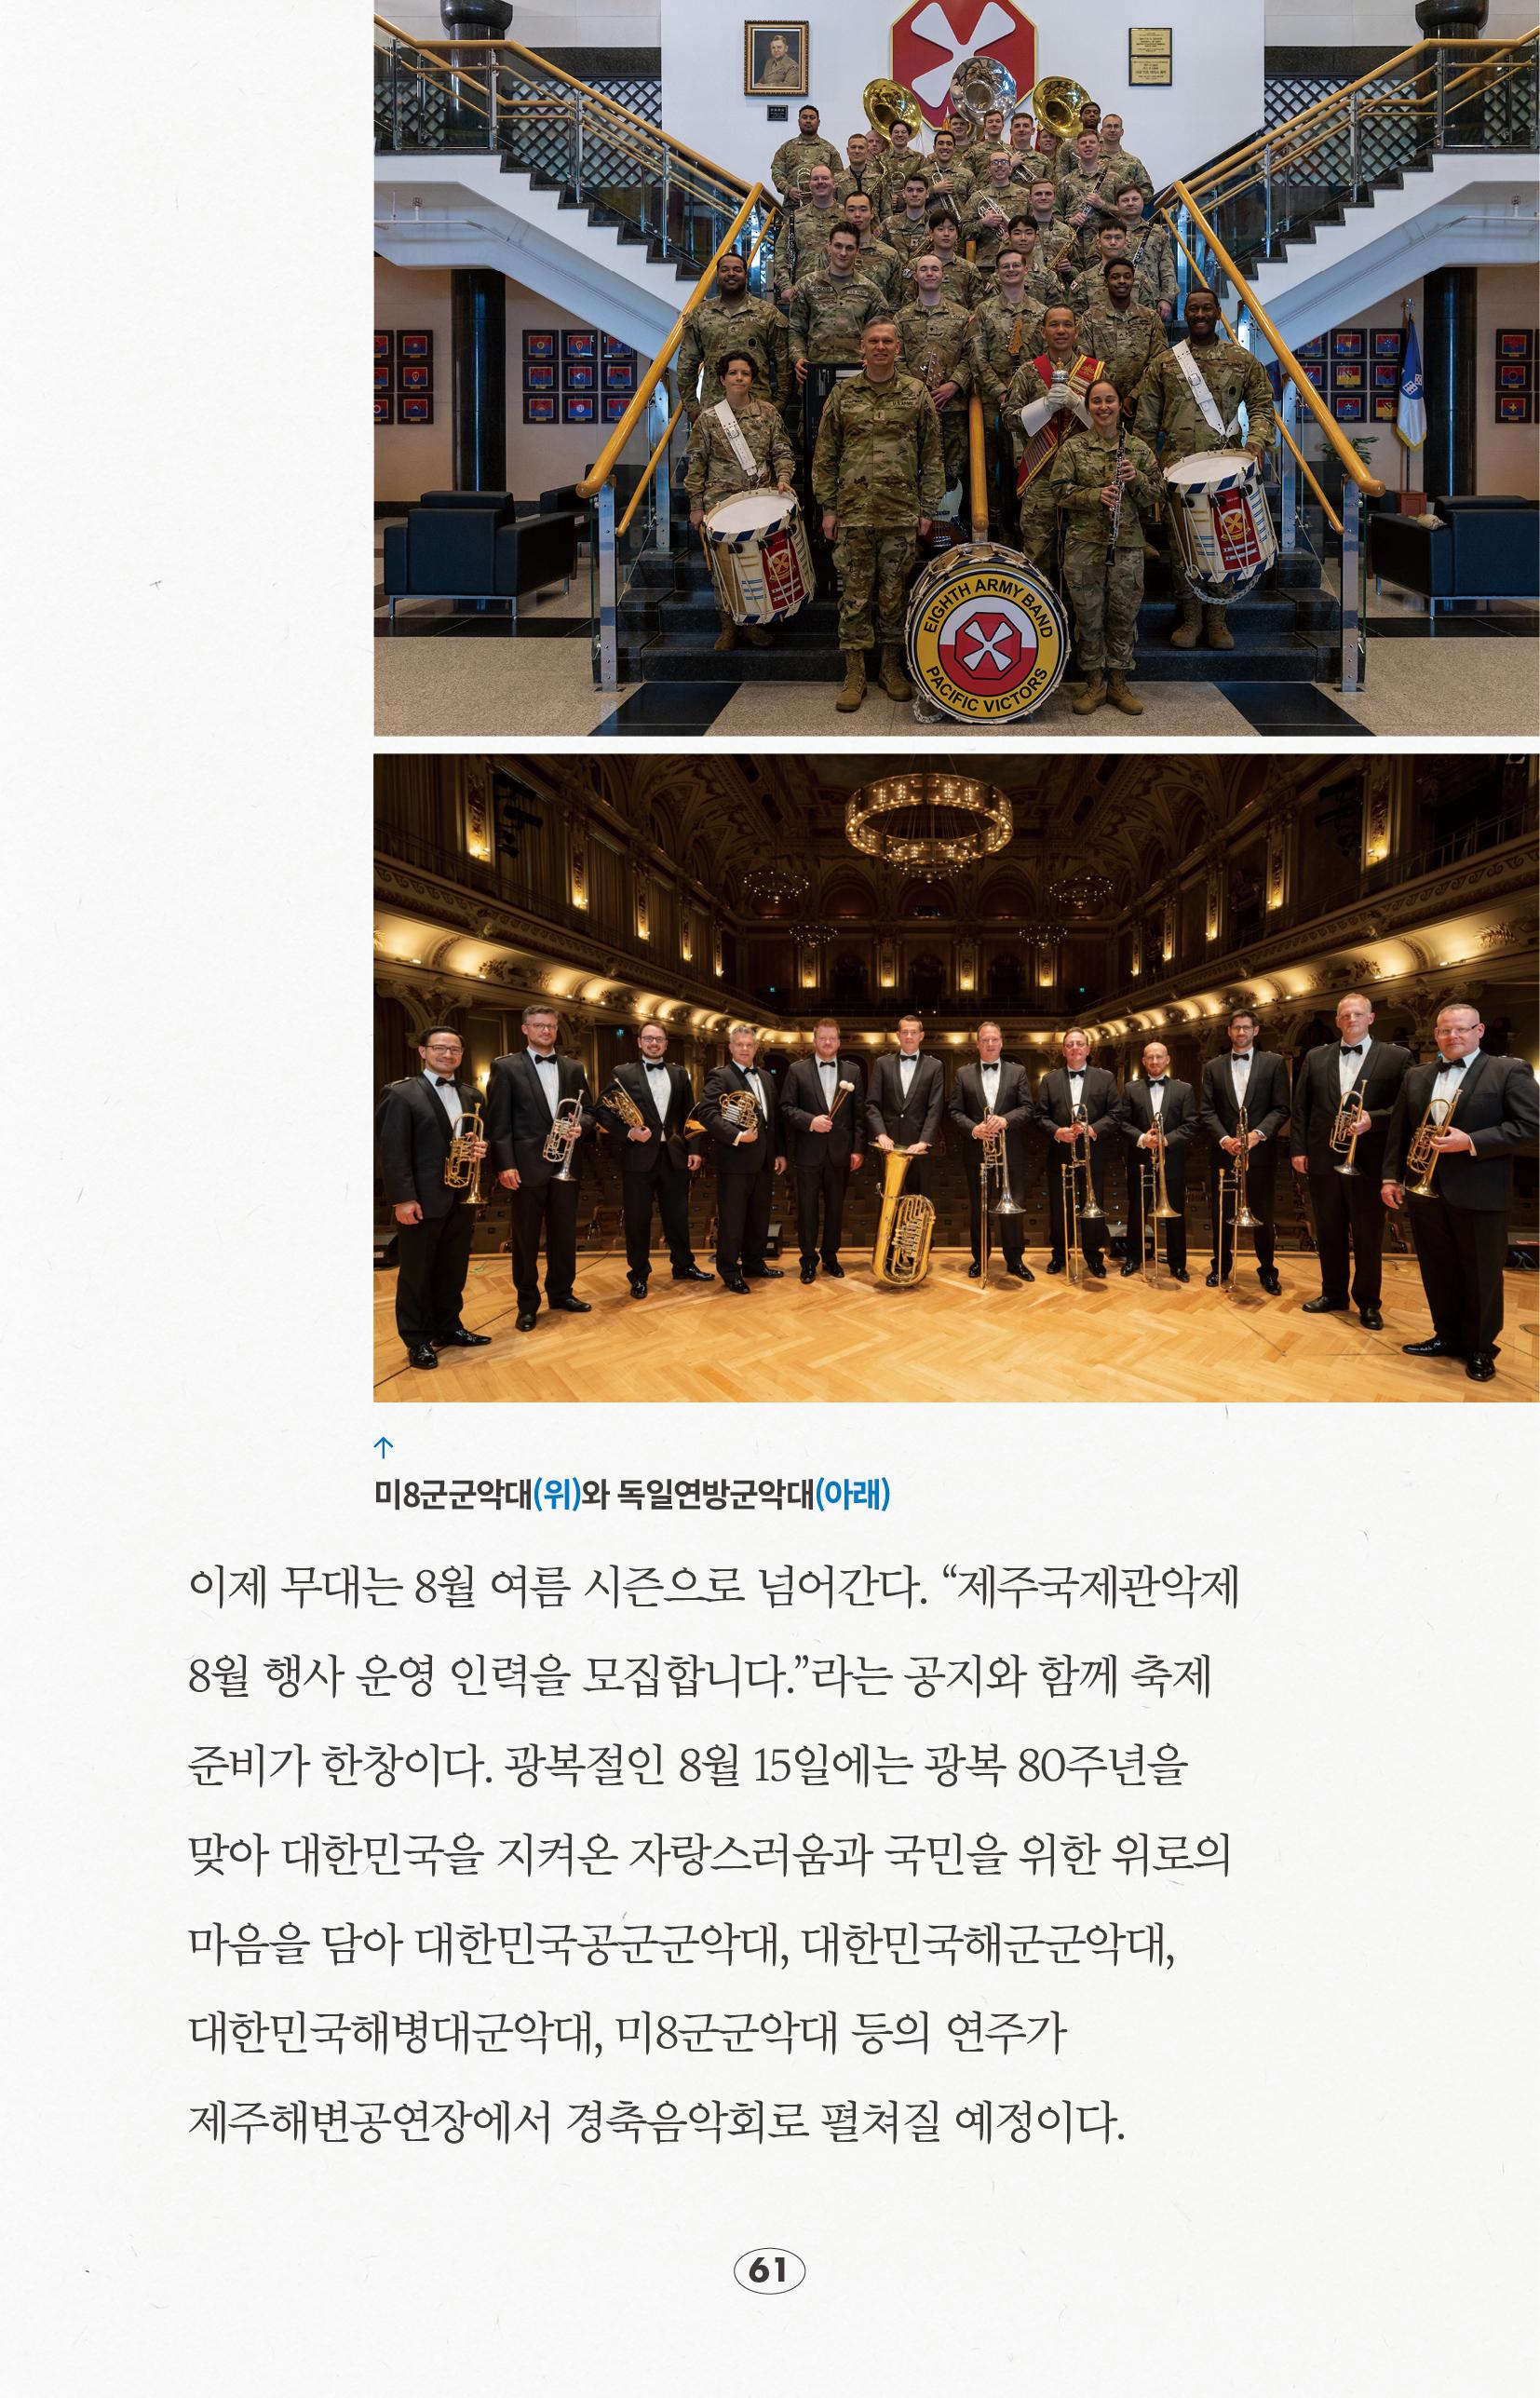 EIGHTH ARMY BAND
PACIFIC VICTORS
↑
미8군군악대(위)와 독일연방군악대(아래)
이제 무대는 8월 여름 시즌으로 넘어간다. “제주국제관악제
8월 행사 운영 인력을 모집합니다.”라는 공지와 함께 축제
준비가 한창이다. 광복절인 8월 15일에는 광복 80주년을
맞아 대한민국을 지켜온 자랑스러움과 국민을 위한 위로의
마음을 담아 대한민국공군군악대, 대한민국해군군악대,
대한민국해병대군악대, 미8군군악대 등의 연주가
제주해변공연장에서 경축음악회로 펼쳐질 예정이다.
61